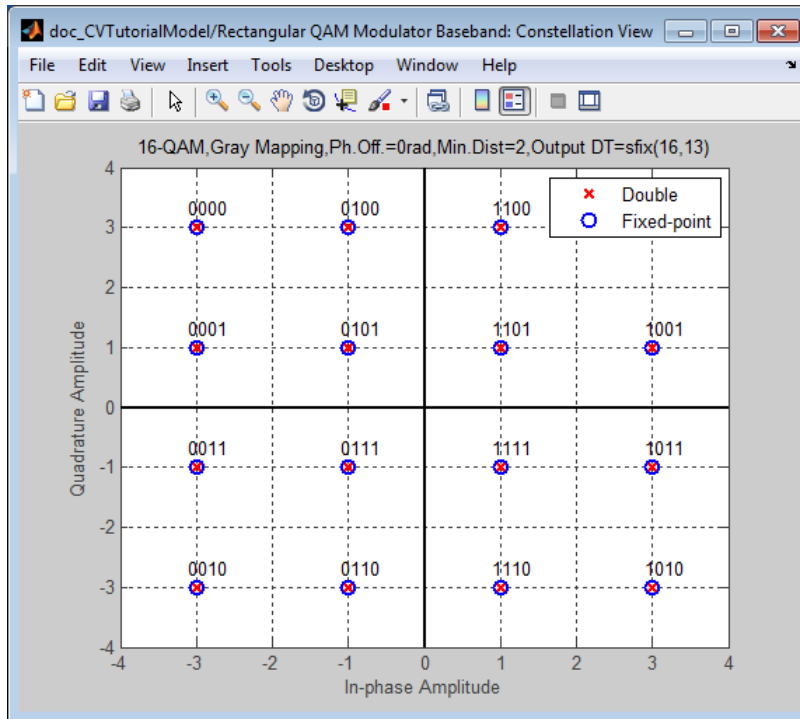 doc_CVTutorialModel/Rectangular QAM Modulator Baseband: Constellation View
File Edit View Insert Tools Desktop Window Help
16-QAM,Gray Mapping,Ph.Off.=0rad,Min.Dist=2,Output DT=sfix(16,13)
Double
Fixed-point
4
3
2
1
0
-1
-2
-3
-4
Quadrature Amplitude
0000 0100 1100
0001 0101 1101 1001
0011 0111 1111 1011
0010 0110 1110 1010
-4 -3 -2 -1 0 1 2 3 4
In-phase Amplitude